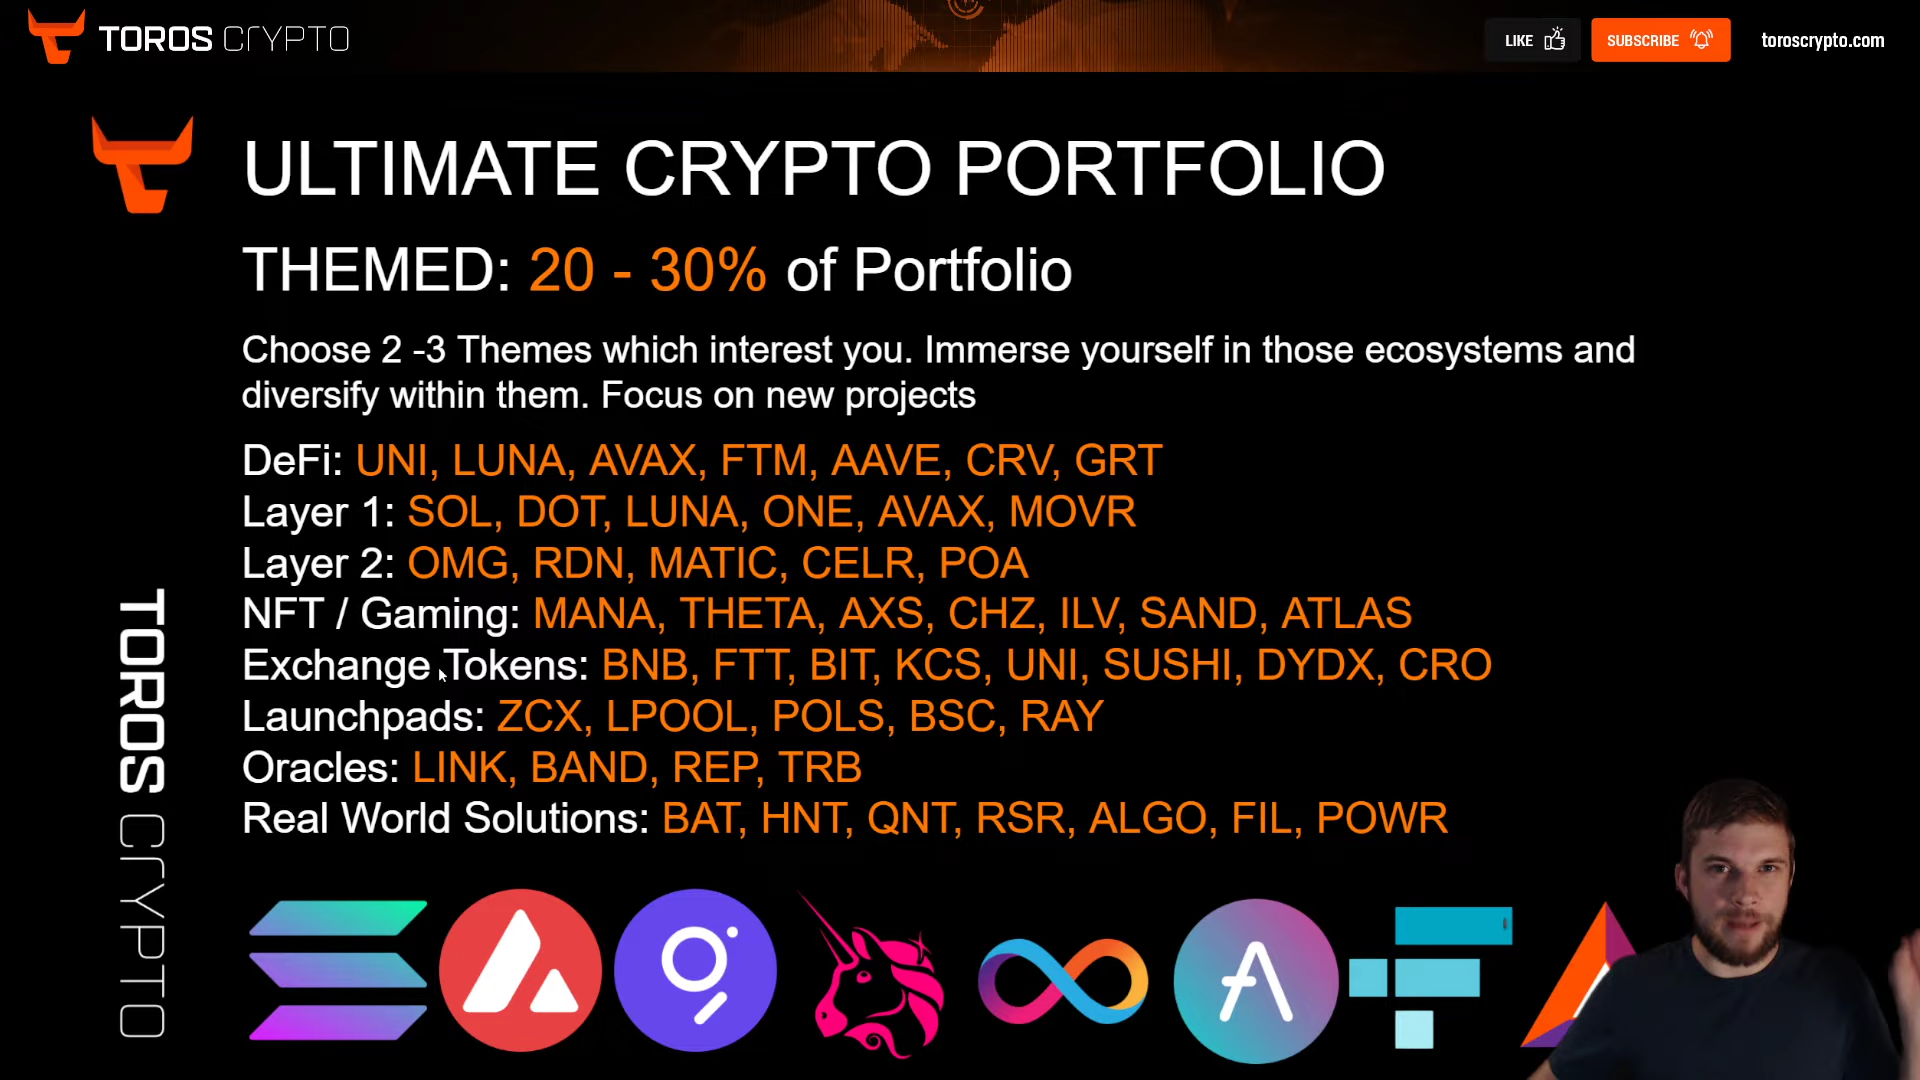 TOROS CRYPTO
LIKE
SUBSCRIBE
toroscrypto.com
ULTIMATE CRYPTO PORTFOLIO
THEMED: 20 - 30% of Portfolio
Choose 2 -3 Themes which interest you. Immerse yourself in those ecosystems and
diversify within them. Focus on new projects
DeFi: UNI, LUNA, AVAX, FTM, AAVE, CRV, GRT
Layer 1: SOL, DOT, LUNA, ONE, AVAX, MOVR
Layer 2: OMG, RDN, MATIC, CELR, POA
NFT / Gaming: MANA, THETA, AXS, CHZ, ILV, SAND, ATLAS
Exchange Tokens: BNB, FTT, BIT, KCS, UNI, SUSHI, DYDX, CRO
Launchpads: ZCX, LPOOL, POLS, BSC, RAY
Oracles: LINK, BAND, REP, TRB
Real World Solutions: BAT, HNT, QNT, RSR, ALGO, FIL, POWR
TOROS CRYPTO